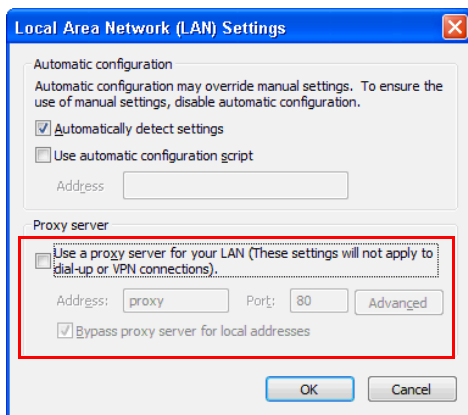 Local Area Network (LAN) Settings
Automatic configuration
Automatic configuration may override manual settings. To ensure the
use of manual settings, disable automatic configuration.
Automatically detect settings
Use automatic configuration script
Address
Proxy server
Use a proxy server for your LAN (These settings will not apply to
dial-up or VPN connections).
Address: proxy Port: 80 Advanced
Bypass proxy server for local addresses
OK Cancel